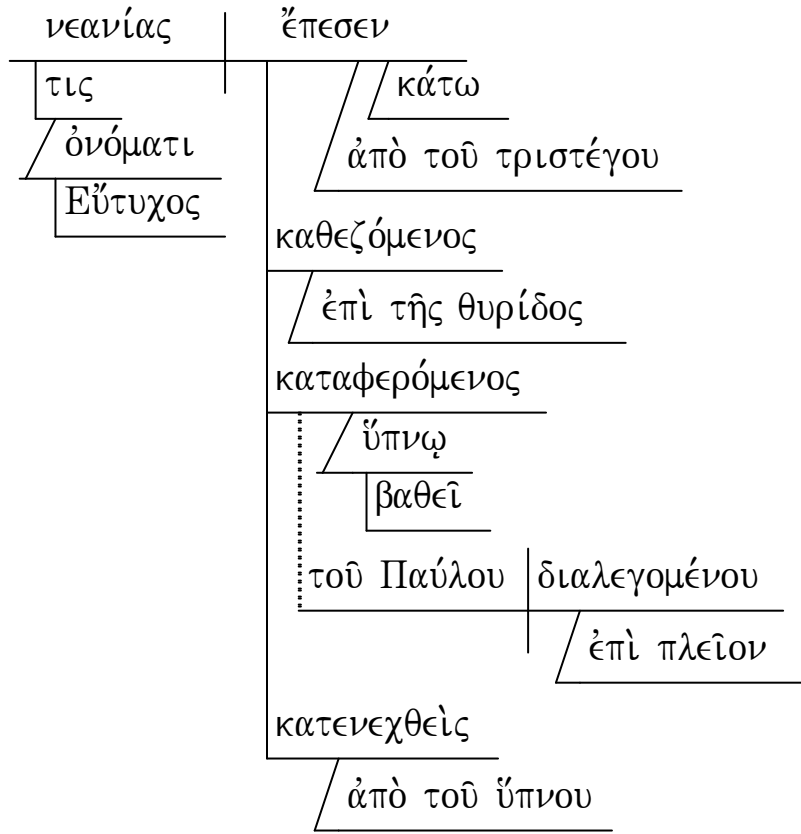 νεανίας ἔπεσεν
τις κάτω
ὀνόματι ἀπὸ τοῦ τριστέγου
Εὔτυχος
καθεζόμενος
ἐπὶ τῆς θυρίδος
καταφερόμενος
ὕπνῳ
βαθεῖ
τοῦ Παύλου διαλεγομένου
ἐπὶ πλεῖον
κατενεχθεὶς
ἀπὸ τοῦ ὕπνου